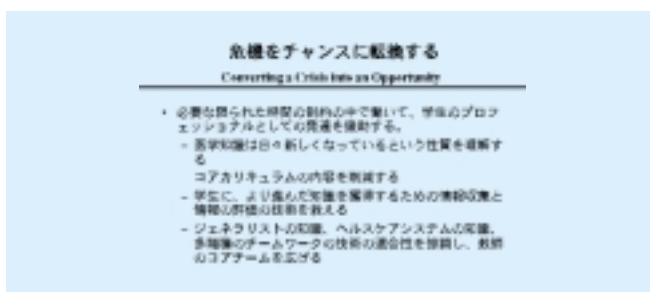 危機をチャンスに転換する
Converting a Crisis into an Opportunity
・ 必要な限られた時間の制約の中で働いて、学生のプロフ
ェッショナルとしての発達を援助する。
– 医学知識は日々新しくなっているという性質を理解す
る
コアカリキュラムの内容を削減する
– 学生に、より進んだ知識を獲得するための情報収集と
情報の評価の技術を教える
– ジェネラリストの知識、ヘルスケアシステムの知識、
多職種のチームワークの技術の適合性を強調し、教師
のコアチームを広げる